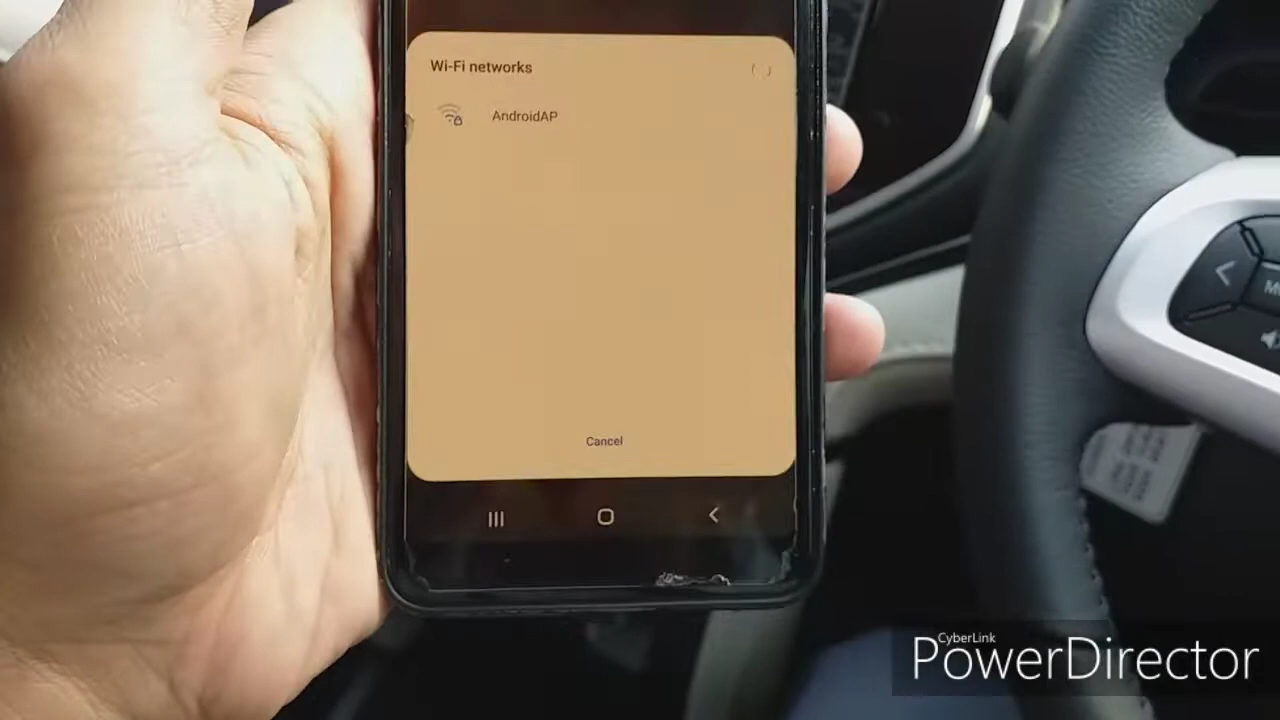 Wi-Fi networks
AndroidAP
Cancel
CyberLink
PowerDirector